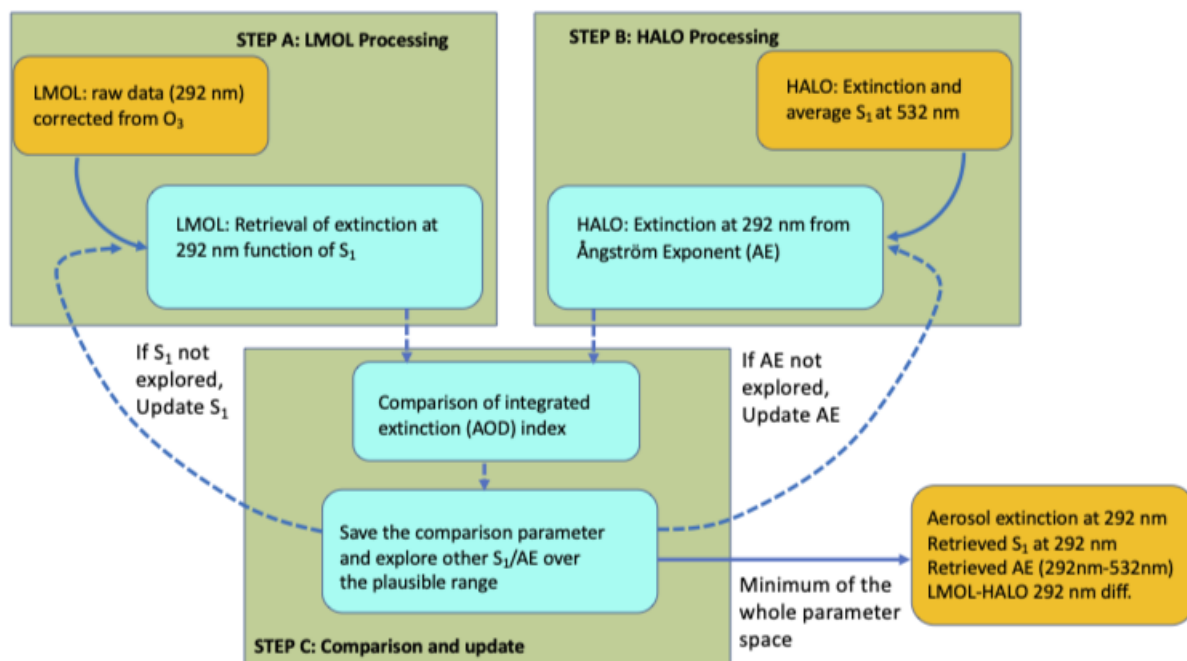 STEP A: LMOL Processing
LMOL: raw data (292 nm)
corrected from O₃
LMOL: Retrieval of extinction at
292 nm function of S₁
STEP B: HALO Processing
HALO: Extinction and
average S₁ at 532 nm
HALO: Extinction at 292 nm from
Ångström Exponent (AE)
If S₁ not
explored,
Update S₁
Comparison of integrated
extinction (AOD) index
If AE not
explored,
Update AE
Save the comparison parameter
and explore other S₁/AE over
the plausible range
STEP C: Comparison and update
Minimum of the
whole parameter
space
Aerosol extinction at 292 nm
Retrieved S₁ at 292 nm
Retrieved AE (292nm-532nm)
LMOL-HALO 292 nm diff.